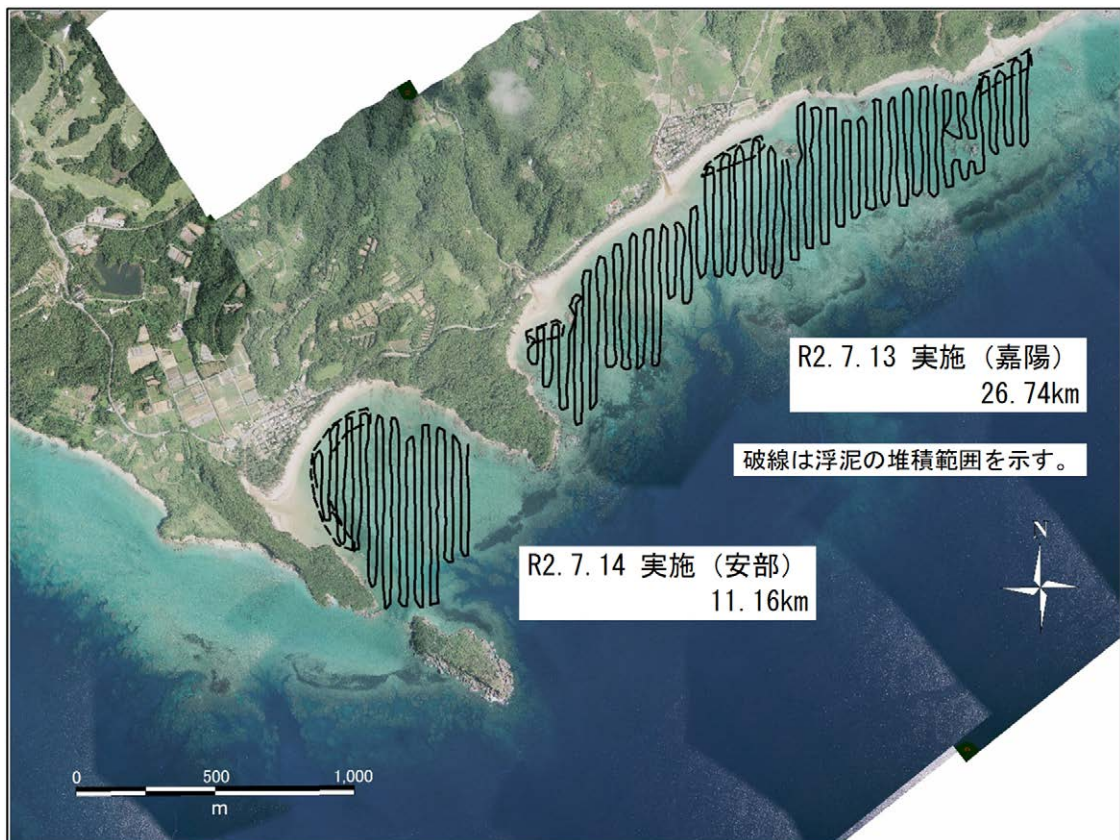 R2.7.13 実施（嘉陽）
26.74km
破線は浮泥の堆積範囲を示す。
R2.7.14 実施（安部）
11.16km
N
0 500 1,000
m